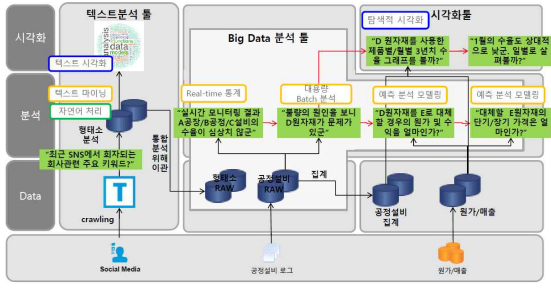 텍스트분석 툴
시각화툴
탐색적 시각화
Big Data 분석 툴
시각화
analysis
data
models
텍스트 시각화
"D 원자재를 사용한
제품별/월별 3년치 수
율 그래프를 볼까?"
"1월의 수율도 상대적
으로 낮군, 일별로 살
펴볼까?"
분석
텍스트 마이닝
자연어 처리
형태소
분석
Real-time 통계
대용량
Batch 분석
예측 분석 모델링
예측 분석 모델링
"실시간 모니터링 결과
A공정/B공정/C설비의
수율이 심상치 않군"
"불량의 원인을 보니
D원자재가 문제가
있군"
"D원자재를 E로 대체
할 경우의 원가 및 수
익을 얼마인가?"
"대체할 E원자재의
단기/장기 가격은 얼
마인가?"
"최근 SNS에서 회자되는
회사관련 주요 키워드?"
통합
분석
위해
이관
Data
T
crawling
형태소
RAW
공정설비
RAW
집계
공정설비
집계
원가/매출
Social Media
공정설비 로그
원가/매출